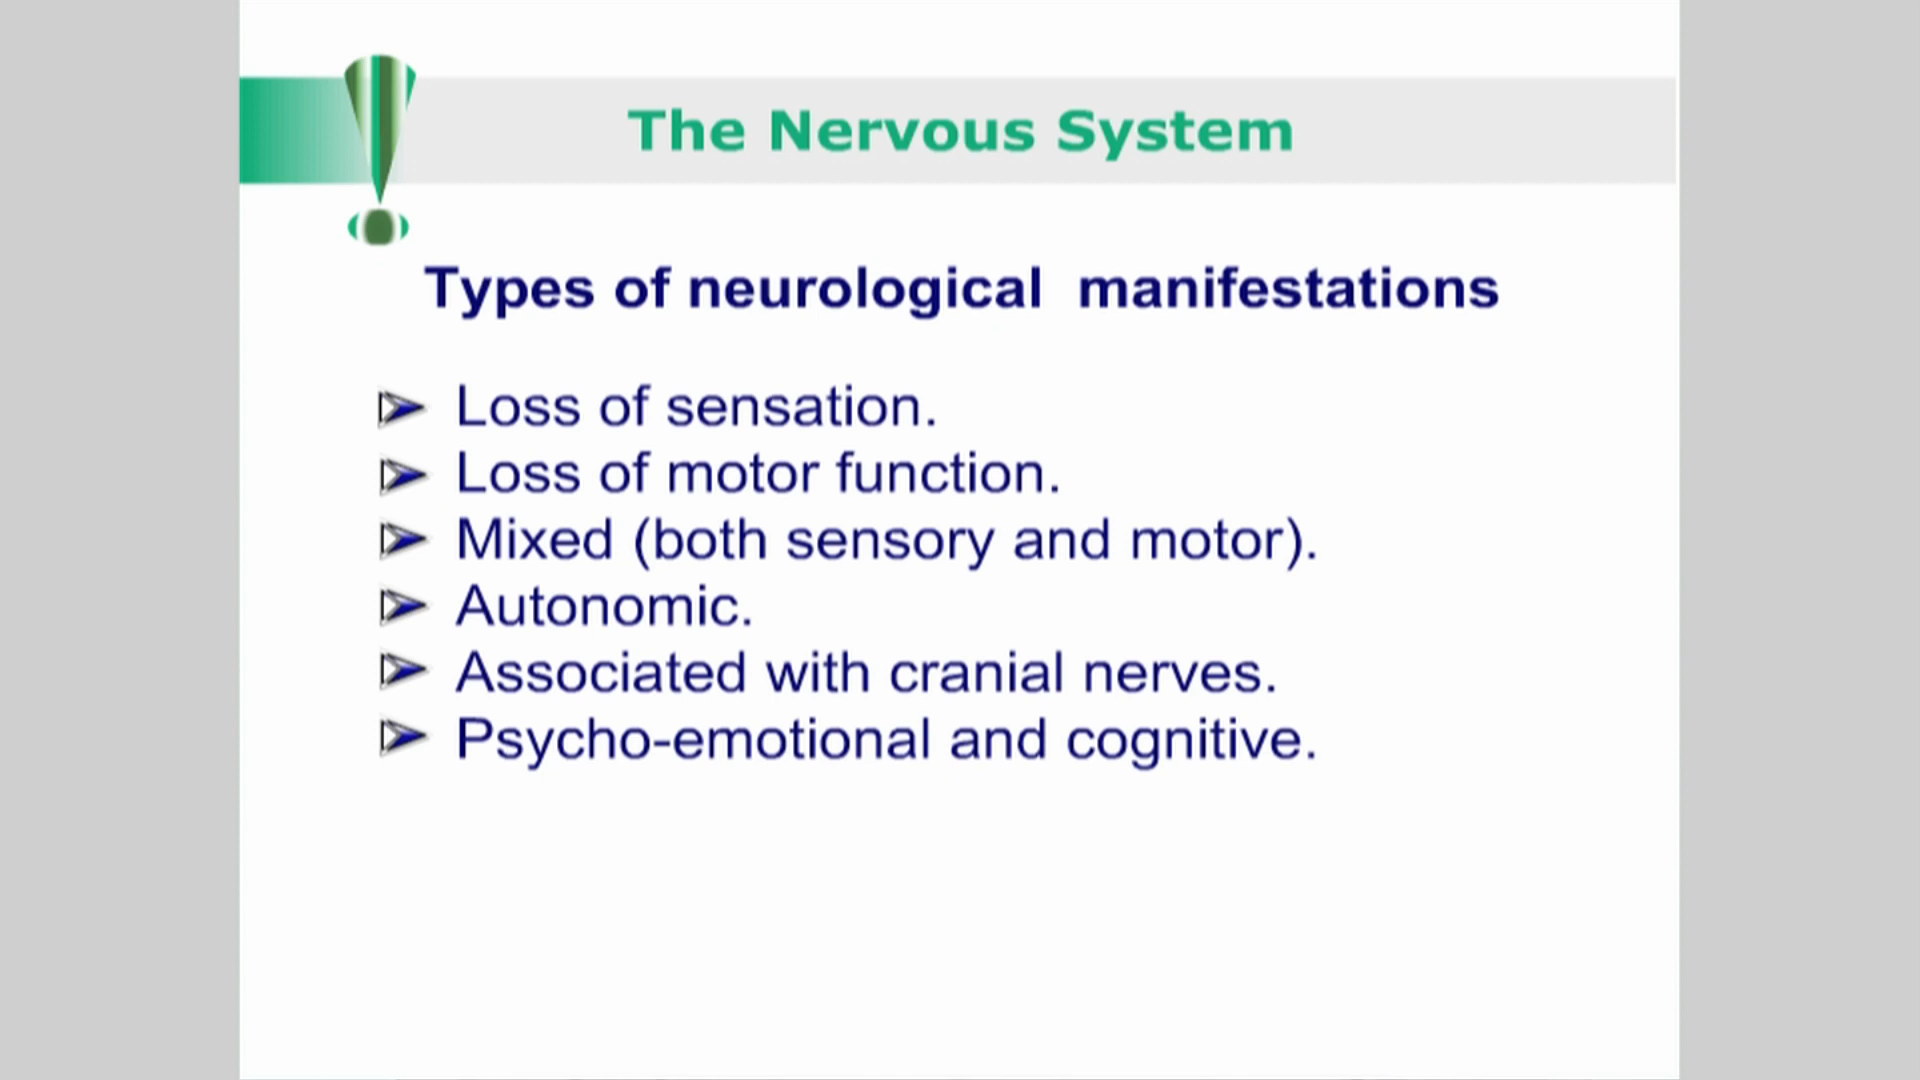 The Nervous System
Types of neurological manifestations
Loss of sensation.
Loss of motor function.
Mixed (both sensory and motor).
Autonomic.
Associated with cranial nerves.
Psycho-emotional and cognitive.